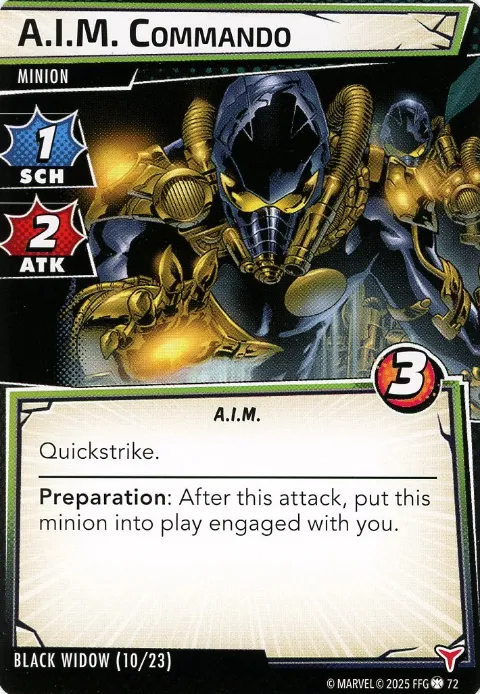 A.I.M. COMMANDO
MINION
1
SCH
2
ATK
3
A.I.M.
Quickstrike.
Preparation: After this attack, put this
minion into play engaged with you.
BLACK WIDOW (10/23)
© MARVEL © 2025 FFG 72